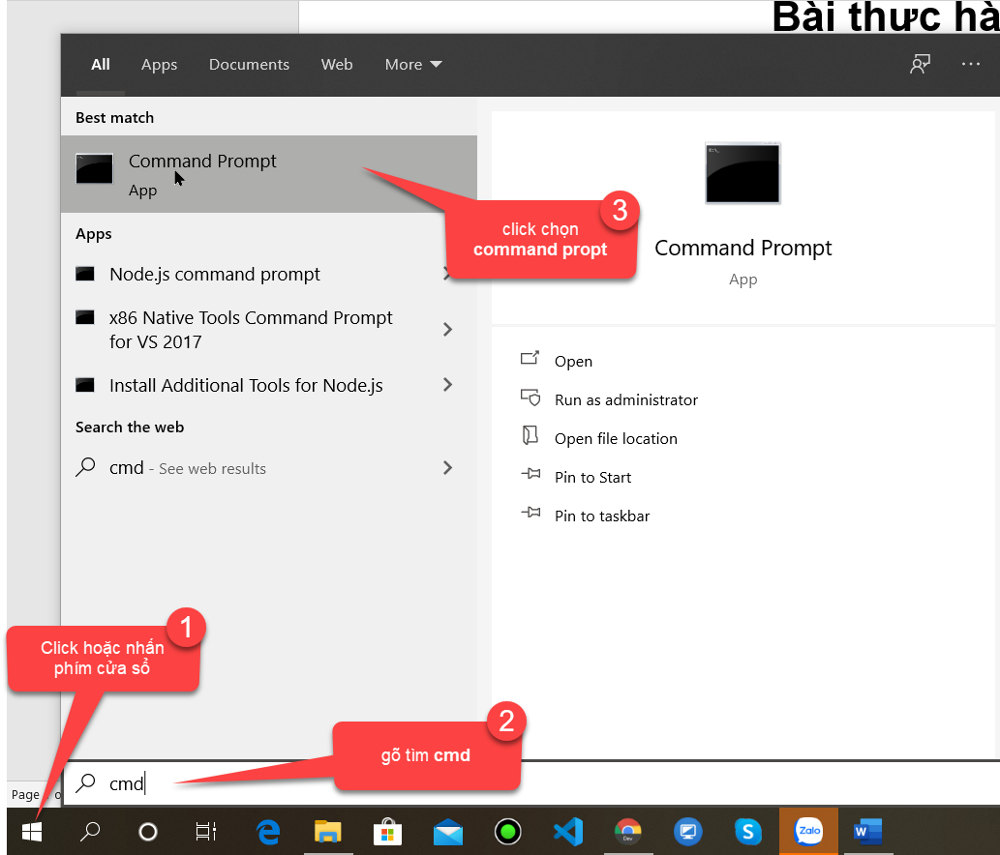 Bài thực hà
All Apps Documents Web More
Best match
Command Prompt
App
Apps
Node.js command prompt
x86 Native Tools Command Prompt
for VS 2017
Install Additional Tools for Node.js
Search the web
cmd - See web results
3
click chọn
command propt
Command Prompt
App
Open
Run as administrator
Open file location
Pin to Start
Pin to taskbar
1
Click hoặc nhấn
phím cửa sổ
2
gõ tìm cmd
cmd
Page
Dev
Zalo